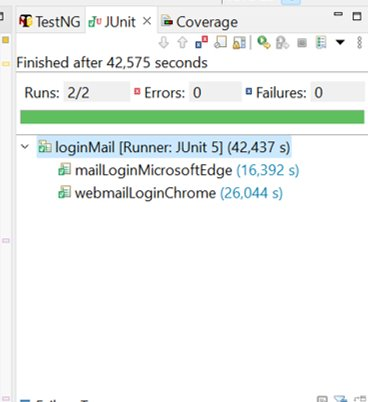 TestNG JUnit Coverage
Finished after 42,575 seconds
Runs: 2/2 Errors: 0 Failures: 0
loginMail [Runner: JUnit 5] (42,437 s)
mailLoginMicrosoftEdge (16,392 s)
webmailLoginChrome (26,044 s)